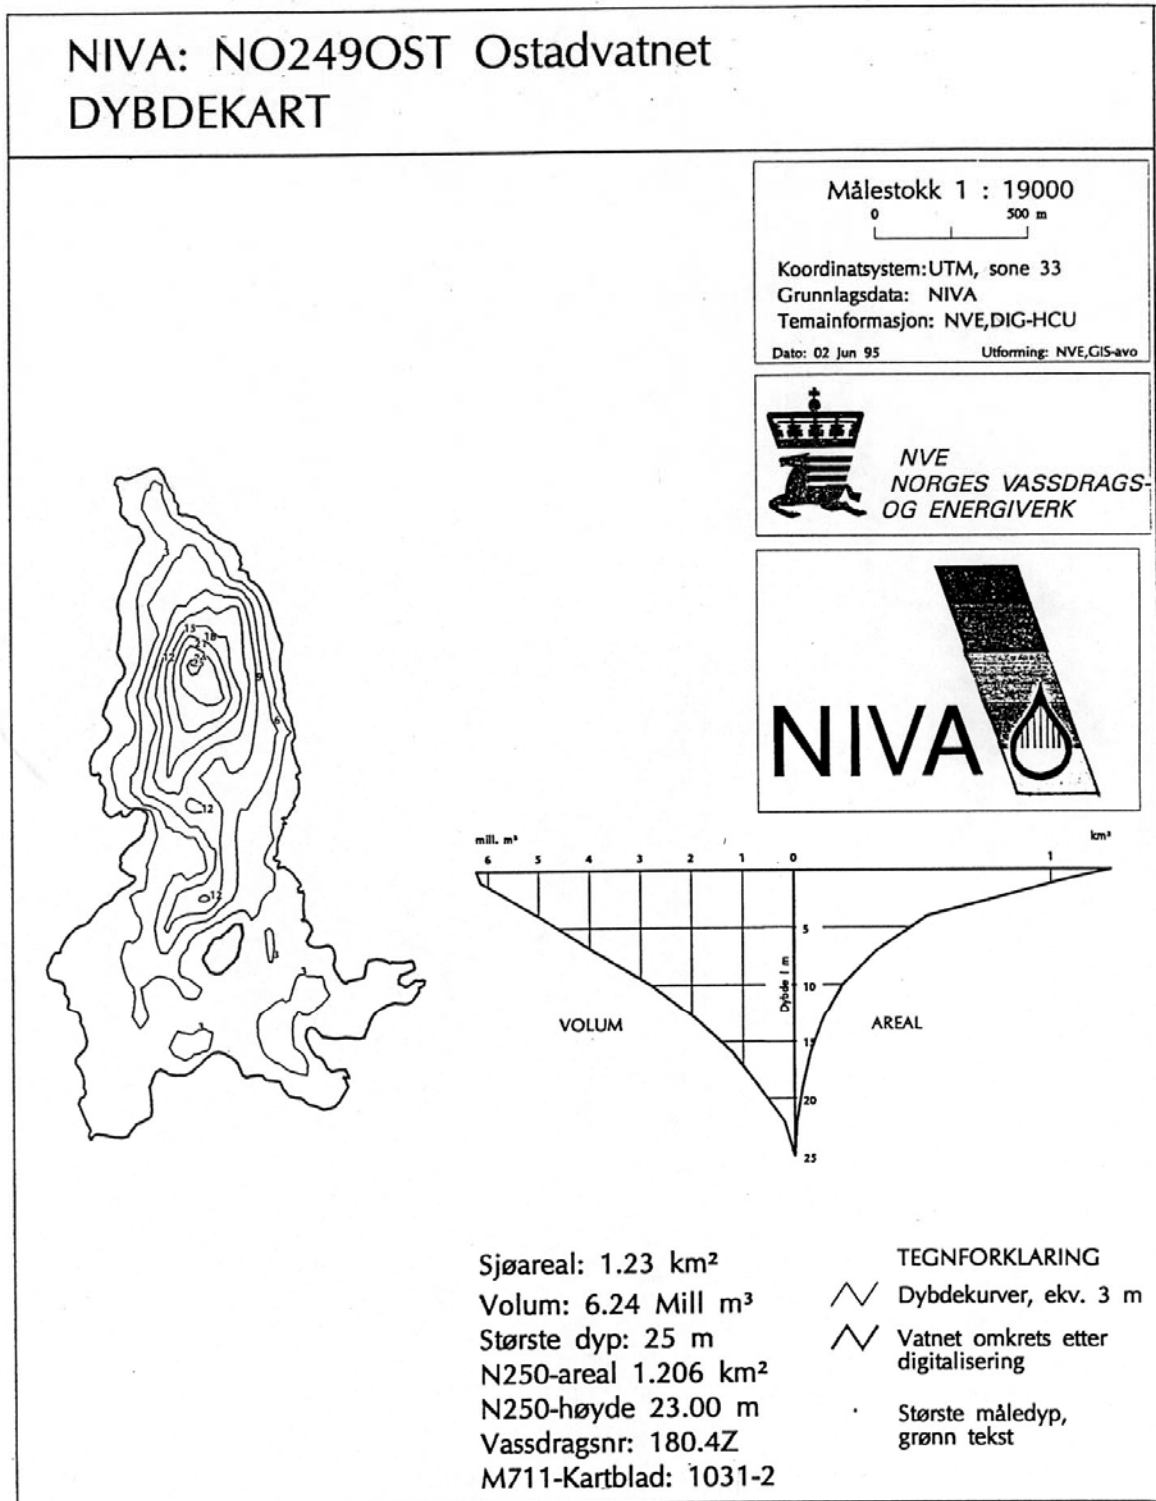 NIVA: NO249OST Ostadvatnet
DYBDEKART
Målestokk 1 : 19000
0 500 m
Koordinatsystem: UTM, sone 33
Grunnlagsdata: NIVA
Temainformasjon: NVE,DIG-HCU
Dato: 02 Jun 95 Utforming: NVE,GIS-avo
NVE
NORGES VASSDRAGS-
OG ENERGIVERK
NIVA
15
18
21
12
24
9
6
12
12
3
3
3
mill. m³ km²
6 5 4 3 2 1 0 1
5
10
15
20
25
Dybde i m
VOLUM
AREAL
Sjøareal: 1.23 km²
Volum: 6.24 Mill m³
Største dyp: 25 m
N250-areal 1.206 km²
N250-høyde 23.00 m
Vassdragsnr: 180.4Z
M711-Kartblad: 1031-2
TEGNFORKLARING
Dybdekurver, ekv. 3 m
Vatnet omkrets etter
digitalisering
Største måledyp,
grønn tekst